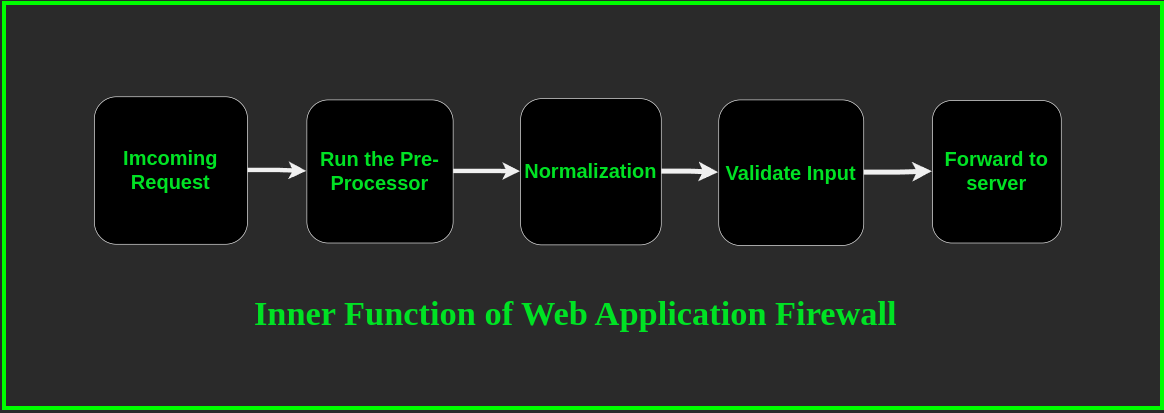 Imcoming
Request
Run the Pre-
Processor
Normalization
Validate Input
Forward to
server
Inner Function of Web Application Firewall